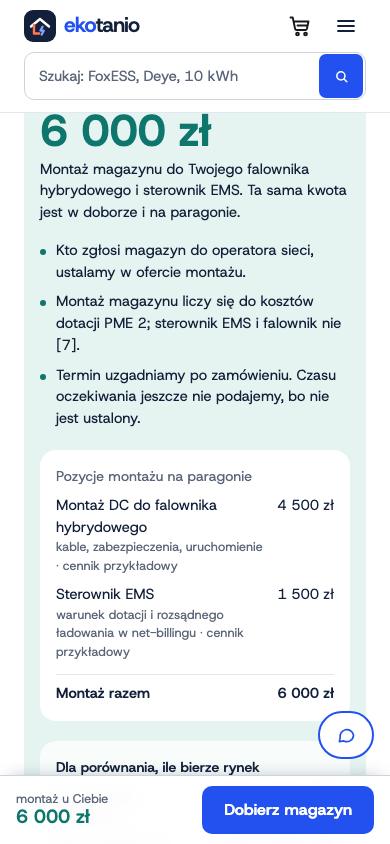 ekotanio
Szukaj: FoxESS, Deye, 10 kWh
6 000 zł
Montaż magazynu do Twojego falownika
hybrydowego i sterownik EMS. Ta sama kwota
jest w doborze i na paragonie.
Kto zgłosi magazyn do operatora sieci,
ustalamy w ofercie montażu.
Montaż magazynu liczy się do kosztów
dotacji PME 2; sterownik EMS i falownik nie
[7].
Termin uzgadniamy po zamówieniu. Czasu
oczekiwania jeszcze nie podajemy, bo nie
jest ustalony.
Pozycje montażu na paragonie
Montaż DC do falownika 4 500 zł
hybrydowego
kable, zabezpieczenia, uruchomienie
· cennik przykładowy
Sterownik EMS 1 500 zł
warunek dotacji i rozsądnego
ładowania w net-billingu · cennik
przykładowy
Montaż razem 6 000 zł
Dla porównania, ile bierze rynek
montaż u Ciebie
6 000 zł
Dobierz magazyn